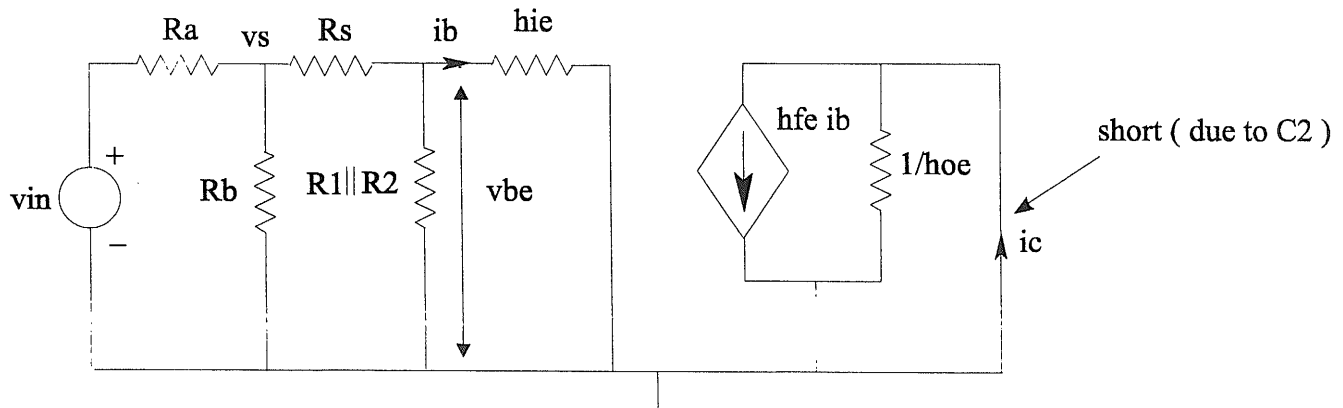 Ra
vs
Rs
ib
hie
hfe ib
short ( due to C2 )
1/hoe
+
vin
Rb
R1||R2
vbe
−
ic